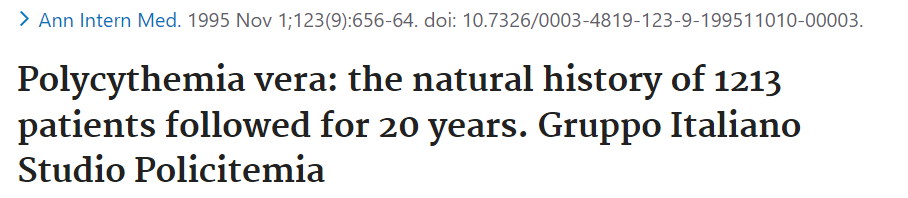 > Ann Intern Med. 1995 Nov 1;123(9):656-64. doi: 10.7326/0003-4819-123-9-199511010-00003.
Polycythemia vera: the natural history of 1213
patients followed for 20 years. Gruppo Italiano
Studio Policitemia